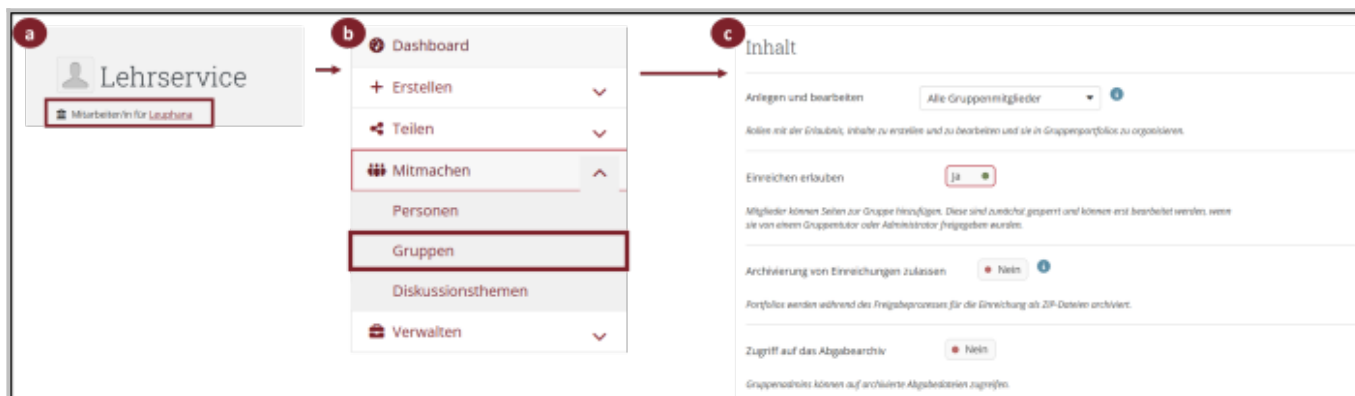 a
Lehrservice
Mitarbeiter/in für Leuphana
b
Dashboard
Erstellen
Teilen
Mitmachen
Personen
Gruppen
Diskussionsthemen
Verwalten
c
Inhalt
Anlegen und bearbeiten Alle Gruppenmitglieder
Rollen mit der Erlaubnis, Inhalte zu erstellen und zu bearbeiten und sie in Gruppenportfolios zu organisieren.
Einreichen erlauben Ja
Mitglieder können Seiten zur Gruppe hinzufügen. Diese sind zunächst gesperrt und können erst bearbeitet werden, wenn
sie von einem Gruppentutor oder Administrator freigegeben wurden.
Archivierung von Einreichungen zulassen Nein
Portfolios werden während des Freigabeprozesses für die Einreichung als ZIP-Dateien archiviert.
Zugriff auf das Abgabearchiv Nein
Gruppenadmins können auf archivierte Abgabedateien zugreifen.